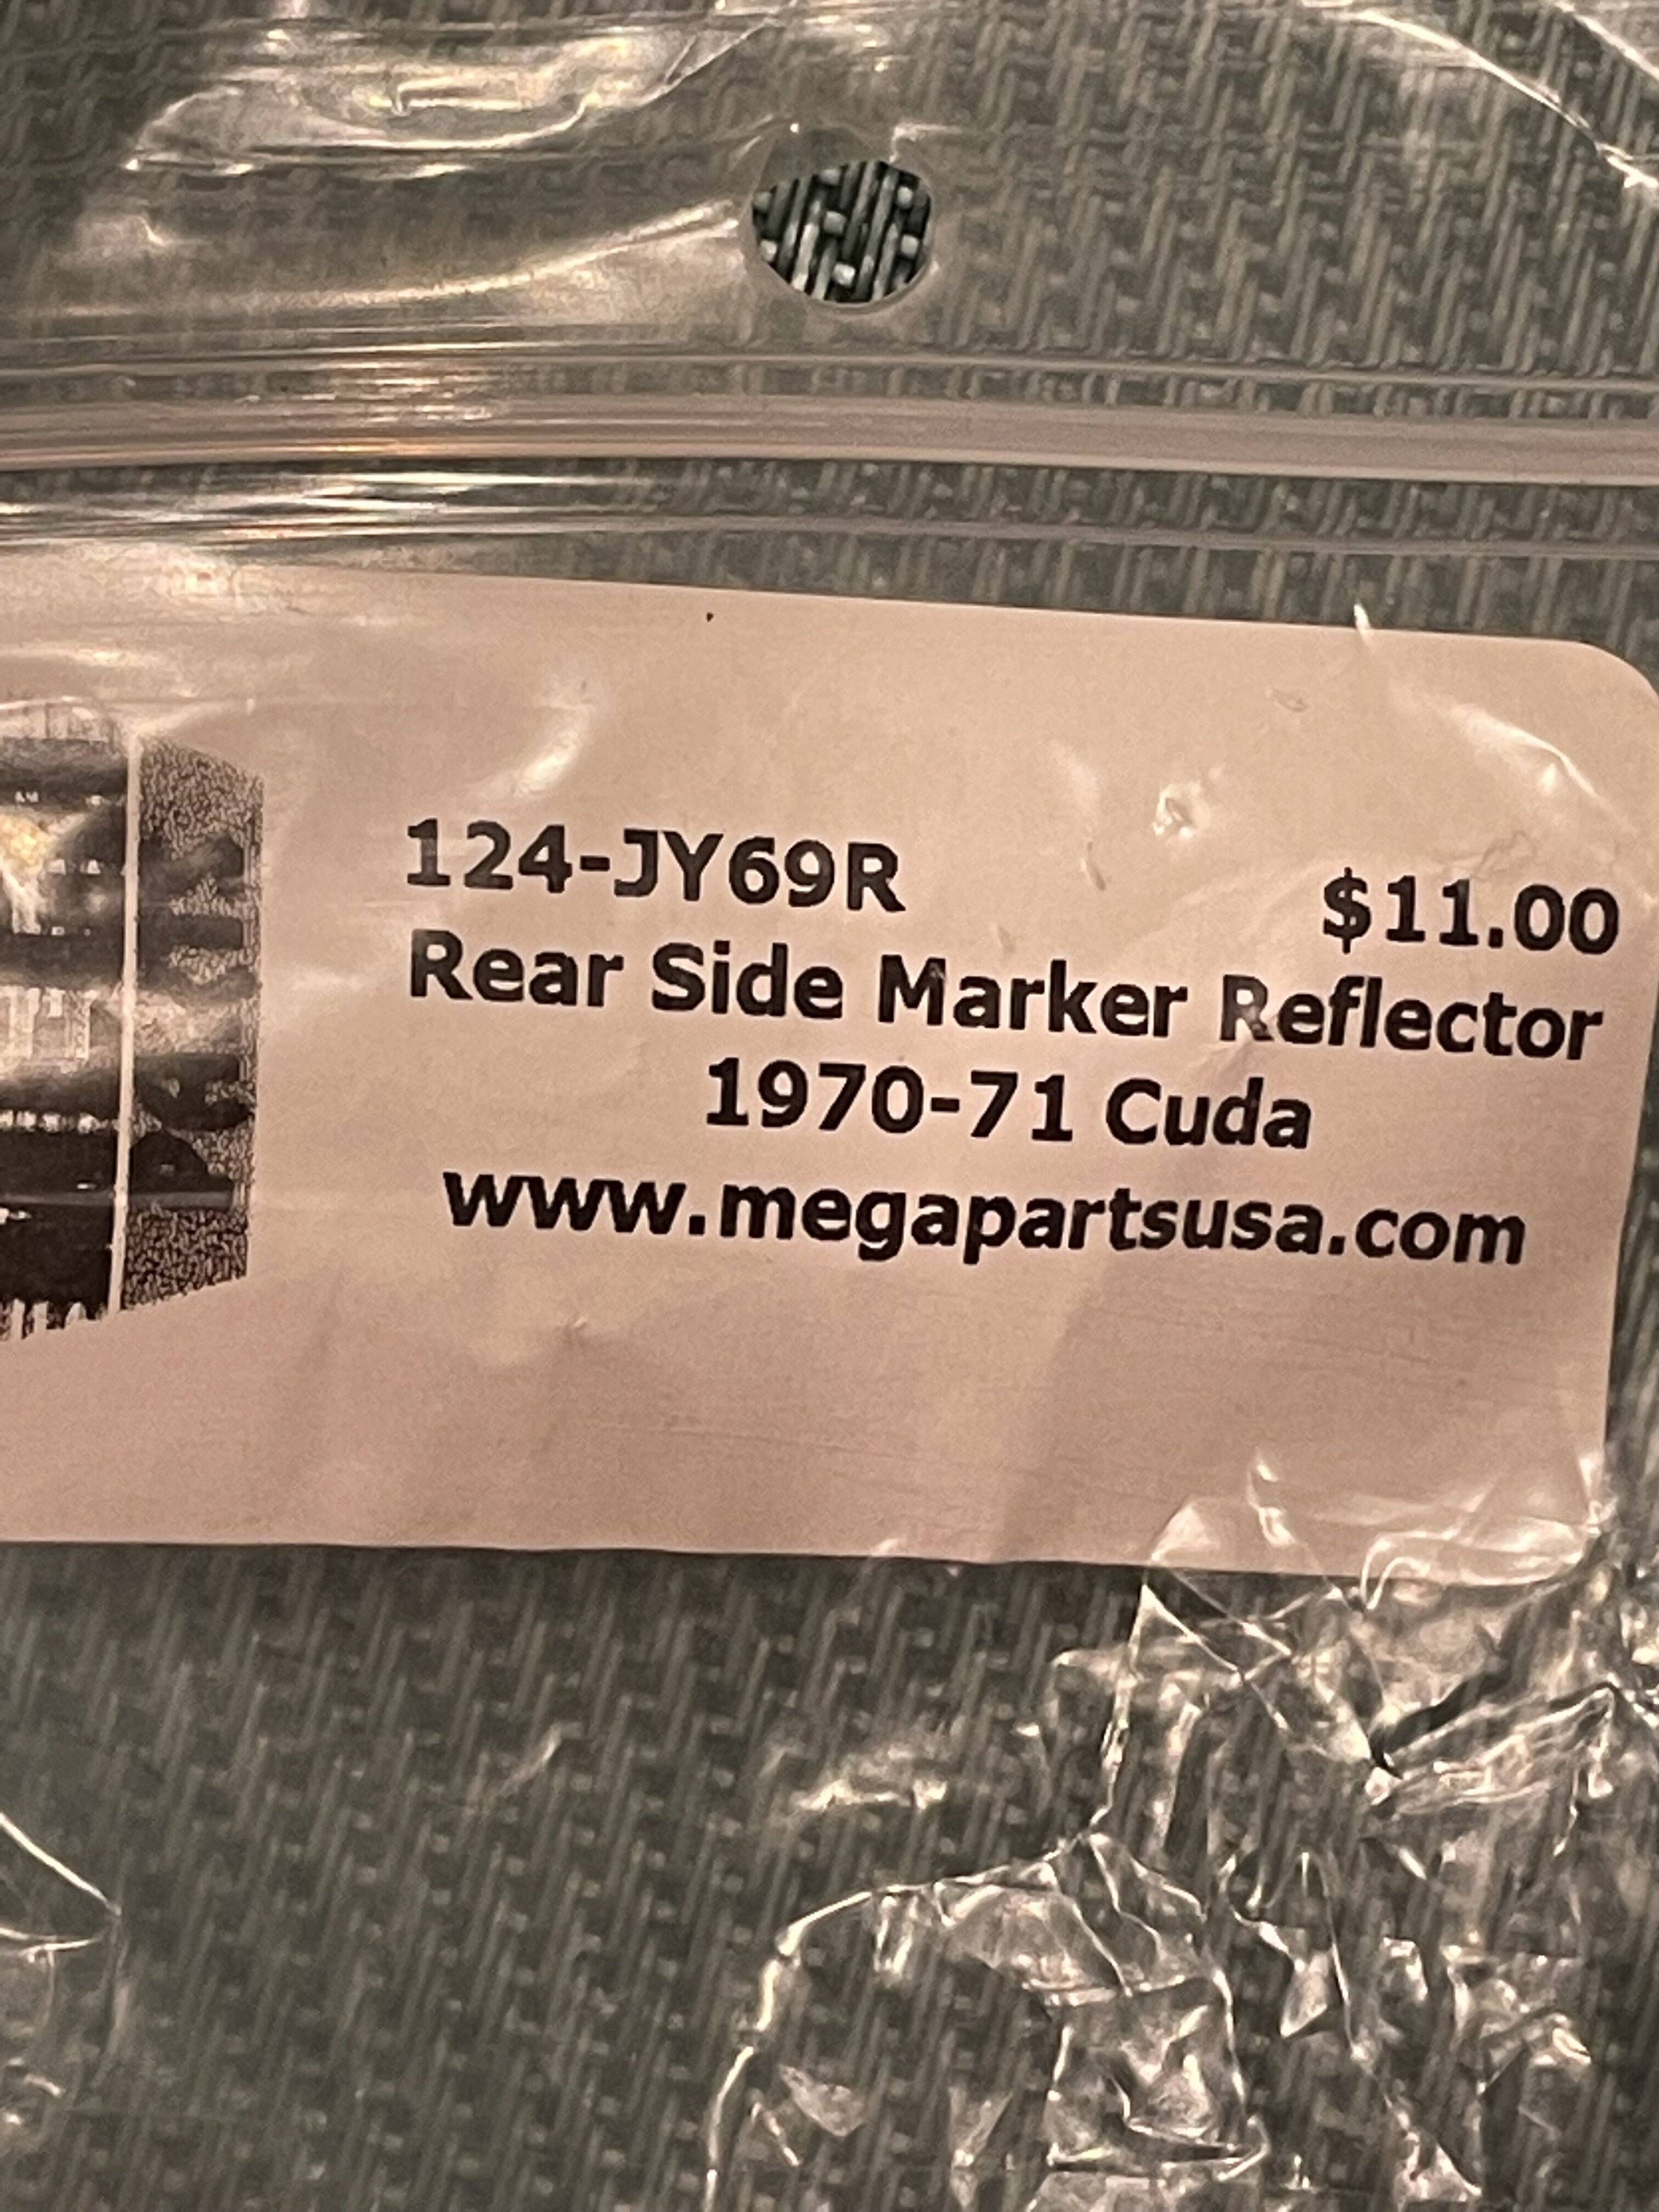 124-JY69R $11.00
Rear Side Marker Reflector
1970-71 Cuda
www.megapartsusa.com